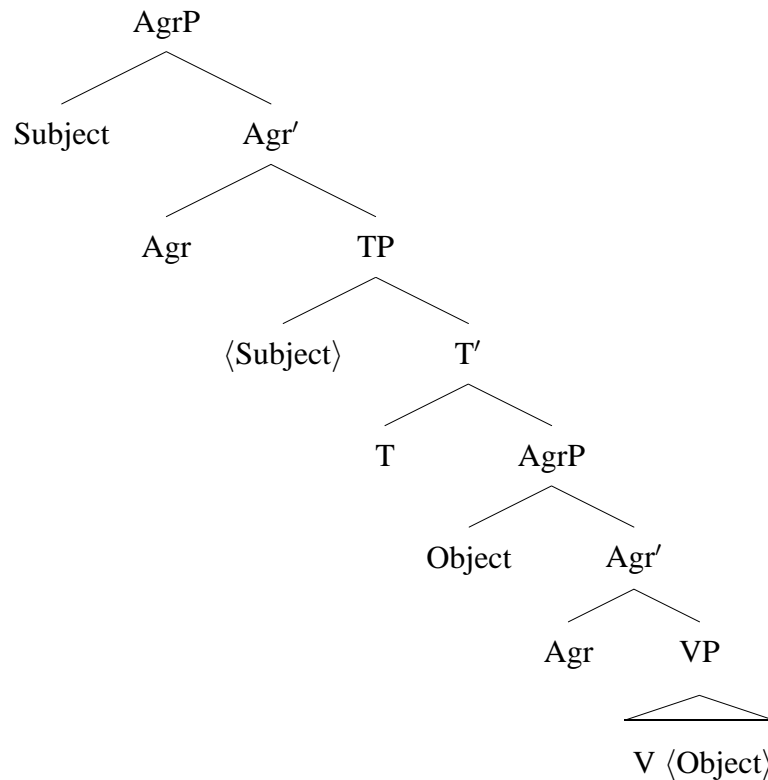 AgrP
Subject Agr′
Agr TP
⟨Subject⟩ T′
T AgrP
Object Agr′
Agr VP
V ⟨Object⟩